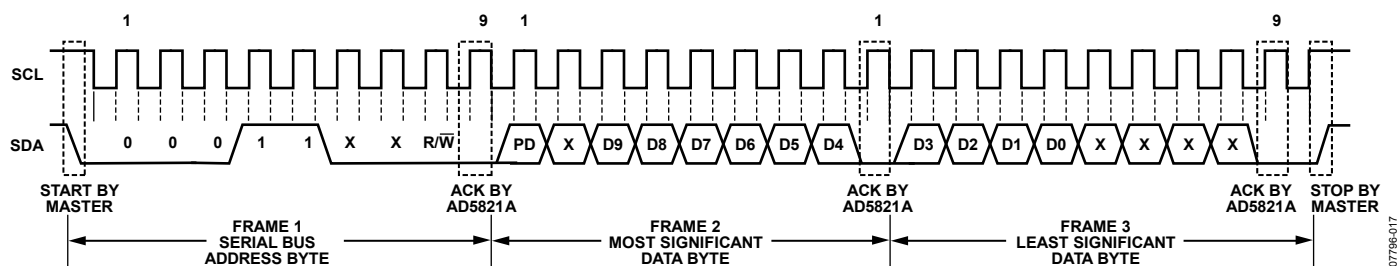 1 9 1 1 9
SCL
SDA 0 0 0 1 1 X X R/W̅ PD X D9 D8 D7 D6 D5 D4 D3 D2 D1 D0 X X X X
START BY ACK BY ACK BY ACK BY STOP BY
MASTER AD5821A AD5821A AD5821A MASTER
FRAME 1 FRAME 2 FRAME 3
SERIAL BUS MOST SIGNIFICANT LEAST SIGNIFICANT
ADDRESS BYTE DATA BYTE DATA BYTE
07796-017